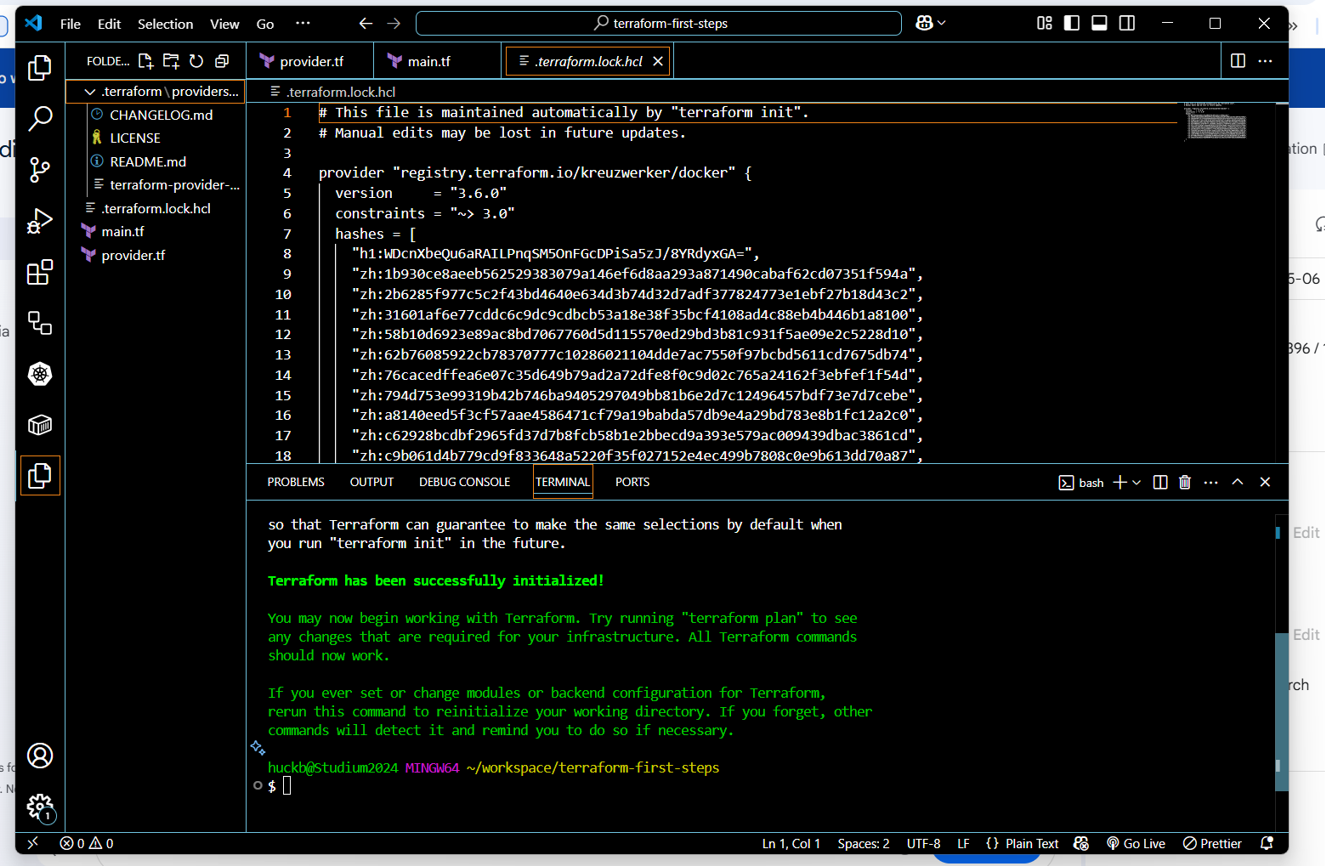 File Edit Selection View Go ··· terraform-first-steps
FOLDE...
provider.tf
main.tf
.terraform.lock.hcl
.terraform\providers...
CHANGELOG.md
LICENSE
README.md
terraform-provider-...
.terraform.lock.hcl
main.tf
provider.tf
.terraform.lock.hcl
1 # This file is maintained automatically by "terraform init".
2 # Manual edits may be lost in future updates.
3
4 provider "registry.terraform.io/kreuzwerker/docker" {
5 version     = "3.6.0"
6 constraints = "~> 3.0"
7 hashes = [
8 "h1:WDcnXbeQu6aRAILPnqSM5OnFGcDPiSa5zJ/8YRdyxGA=",
9 "zh:1b930ce8aeeb562529383079a146ef6d8aa293a871490cabaf62cd07351f594a",
10 "zh:2b6285f977c5c2f43bd4640e634d3b74d32d7adf377824773e1ebf27b18d43c2",
11 "zh:31601af6e77cddc6c9dc9cdbcb53a18e38f35bcf4108ad4c88eb4b446b1a8100",
12 "zh:58b10d6923e89ac8bd7067760d5d115570ed29bd3b81c931f5ae09e2c5228d10",
13 "zh:62b76085922cb78370777c10286021104dde7ac7550f97bcbd5611cd7675db74",
14 "zh:76cacedffea6e07c35d649b79ad2a72dfe8f0c9d02c765a24162f3ebfef1f54d",
15 "zh:794d753e99319b42b746ba9405297049bb81b6e2d7c12496457bdf73e7d7cebe",
16 "zh:a8140eed5f3cf57aae4586471cf79a19babda57db9e4a29bd783e8b1fc12a2c0",
17 "zh:c62928bcdbf2965fd37d7b8fcb58b1e2bbecd9a393e579ac009439dbac3861cd",
18 "zh:c9b061d4b779cd9f833648a5220f35f027152e4ec499b7808c0e9b613dd70a87",
PROBLEMS OUTPUT DEBUG CONSOLE TERMINAL PORTS bash
so that Terraform can guarantee to make the same selections by default when
you run "terraform init" in the future.
Terraform has been successfully initialized!
You may now begin working with Terraform. Try running "terraform plan" to see
any changes that are required for your infrastructure. All Terraform commands
should now work.
If you ever set or change modules or backend configuration for Terraform,
rerun this command to reinitialize your working directory. If you forget, other
commands will detect it and remind you to do so if necessary.
huckb@Studium2024 MINGW64 ~/workspace/terraform-first-steps
$
1
0 0 Ln 1, Col 1 Spaces: 2 UTF-8 LF {} Plain Text Go Live Prettier
Edit
Edit